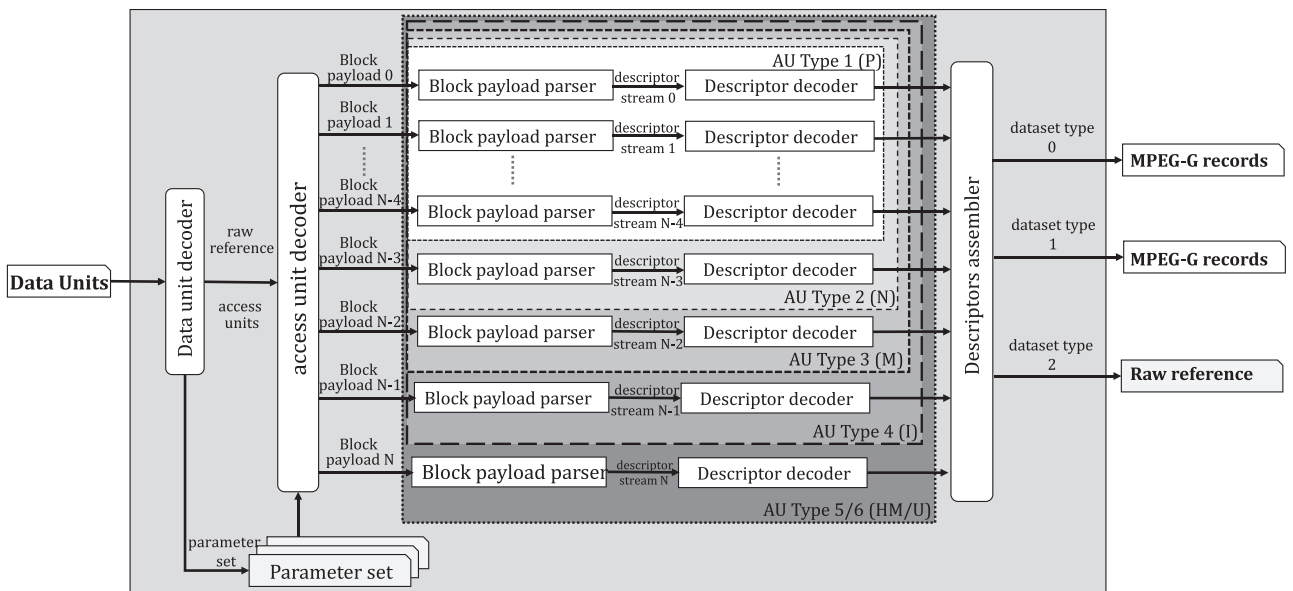 Data Units
Data unit decoder
raw
reference
access
units
parameter
set
Parameter set
access unit decoder
Block
payload 0
Block payload parser
descriptor
stream 0
Descriptor decoder
AU Type 1 (P)
Block
payload 1
Block payload parser
descriptor
stream 1
Descriptor decoder
Block
payload N-4
Block payload parser
descriptor
stream N-4
Descriptor decoder
Block
payload N-3
Block payload parser
descriptor
stream N-3
Descriptor decoder
AU Type 2 (N)
Block
payload N-2
Block payload parser
descriptor
stream N-2
Descriptor decoder
AU Type 3 (M)
Block
payload N-1
Block payload parser
descriptor
stream N-1
Descriptor decoder
AU Type 4 (I)
Block
payload N
Block payload parser
descriptor
stream N
Descriptor decoder
AU Type 5/6 (HM/U)
Descriptors assembler
dataset type
0
MPEG-G records
dataset type
1
MPEG-G records
dataset type
2
Raw reference